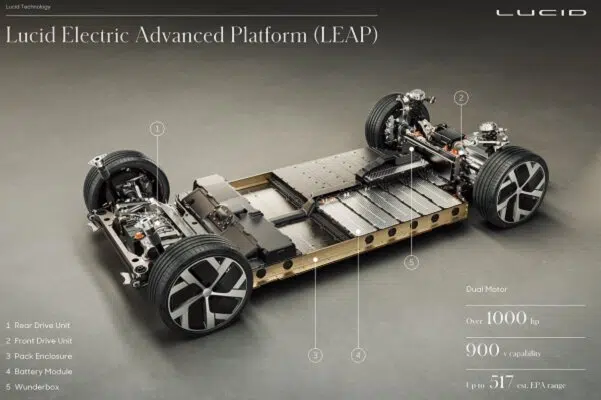 Lucid Technology
LUCID
Lucid Electric Advanced Platform (LEAP)
1
2
5
3
4
1 Rear Drive Unit
2 Front Drive Unit
3 Pack Enclosure
4 Battery Module
5 Wunderbox
Dual Motor
Over 1000 hp
900 v capability
Up to 517 est. EPA range